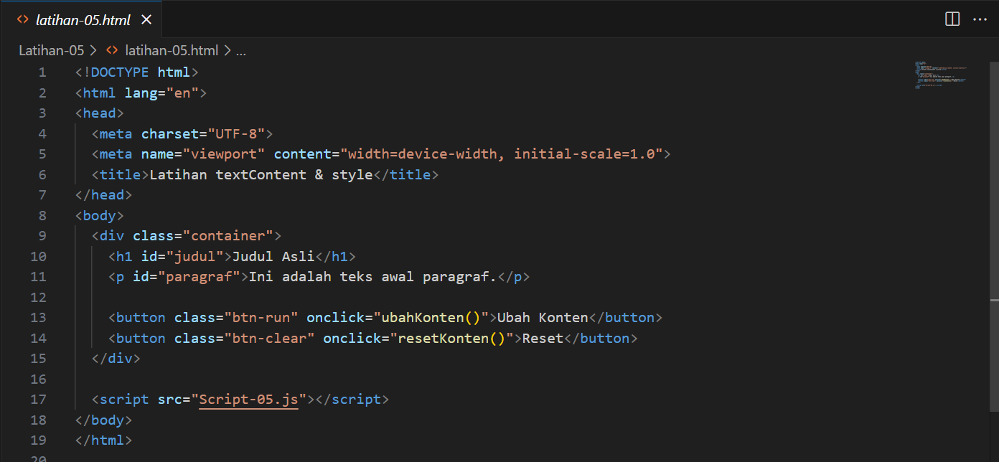 latihan-05.html
Latihan-05 > latihan-05.html > ...
1 <!DOCTYPE html>
2 <html lang="en">
3 <head>
4   <meta charset="UTF-8">
5   <meta name="viewport" content="width=device-width, initial-scale=1.0">
6   <title>Latihan textContent & style</title>
7 </head>
8 <body>
9   <div class="container">
10     <h1 id="judul">Judul Asli</h1>
11     <p id="paragraf">Ini adalah teks awal paragraf.</p>
12
13     <button class="btn-run" onclick="ubahKonten()">Ubah Konten</button>
14     <button class="btn-clear" onclick="resetKonten()">Reset</button>
15   </div>
16
17   <script src="Script-05.js"></script>
18 </body>
19 </html>
20